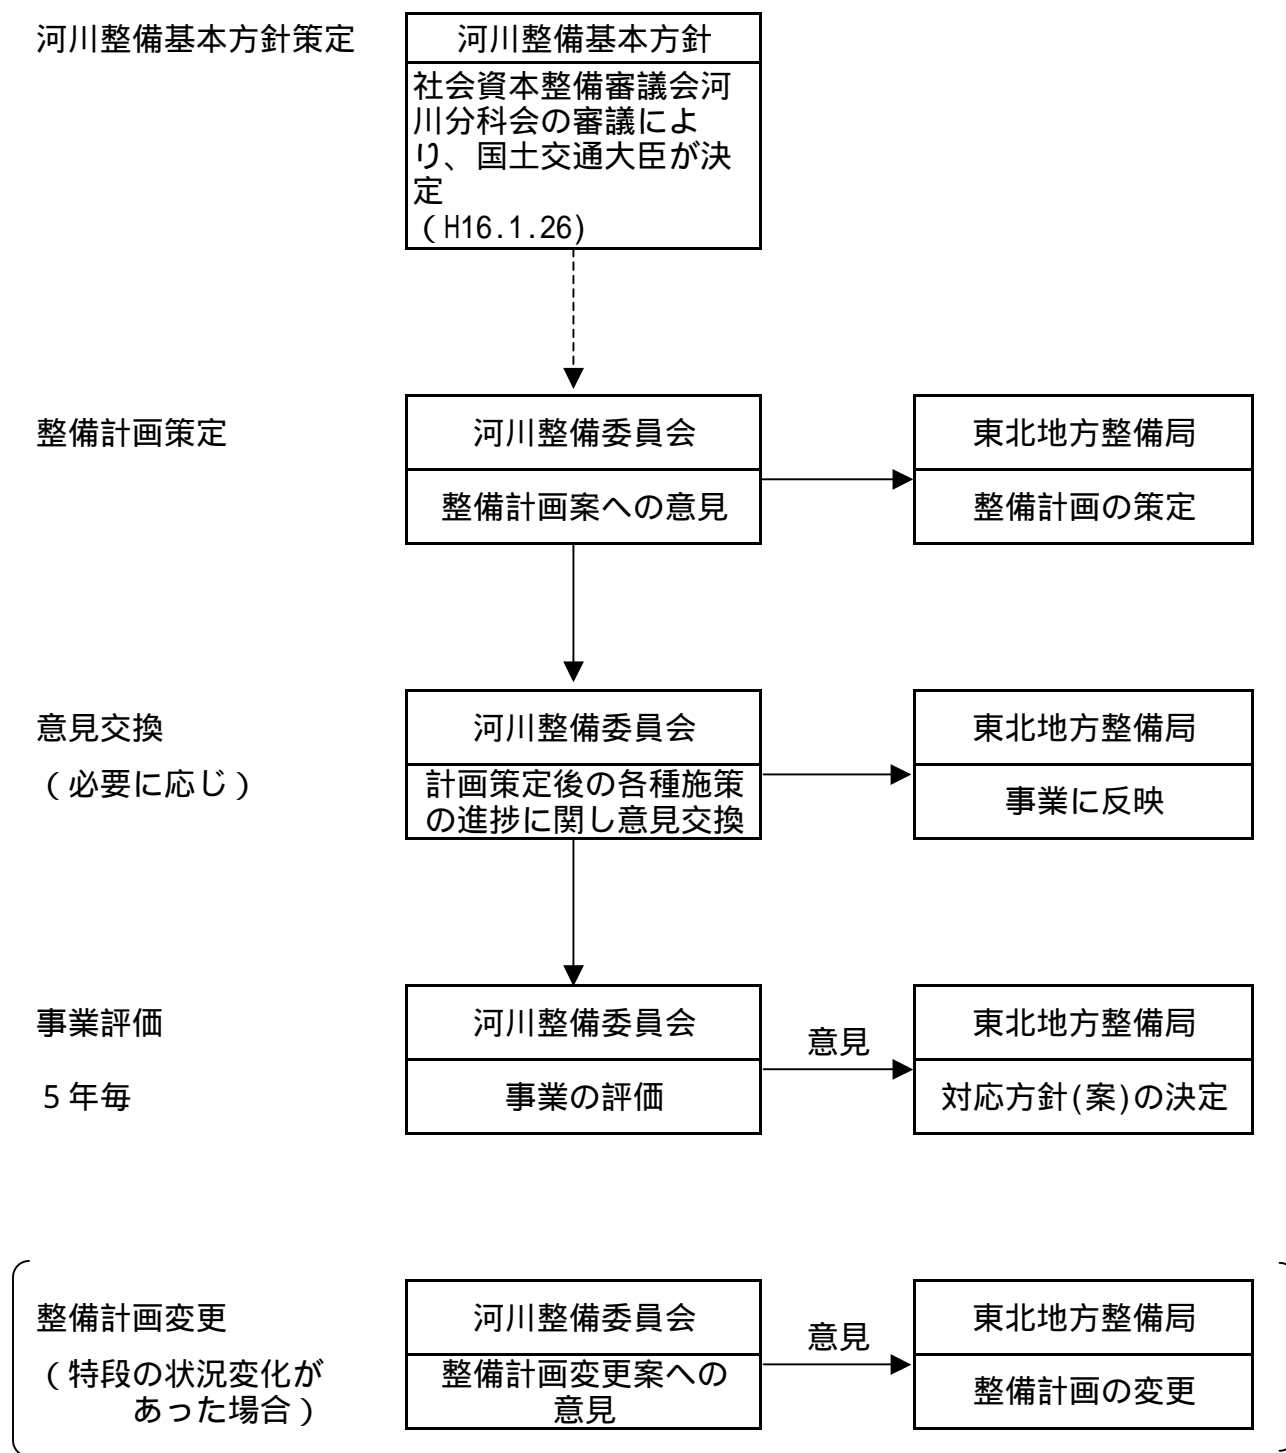 河川整備基本方針策定
河川整備基本方針
社会資本整備審議会河
川分科会の審議によ
り、国土交通大臣が決
定
（H16.1.26)
整備計画策定
河川整備委員会
整備計画案への意見
東北地方整備局
整備計画の策定
意見交換
（必要に応じ）
河川整備委員会
計画策定後の各種施策
の進捗に関し意見交換
東北地方整備局
事業に反映
事業評価
５年毎
河川整備委員会
事業の評価
意見
東北地方整備局
対応方針(案)の決定
整備計画変更
（特段の状況変化が
あった場合）
河川整備委員会
整備計画変更案への
意見
意見
東北地方整備局
整備計画の変更